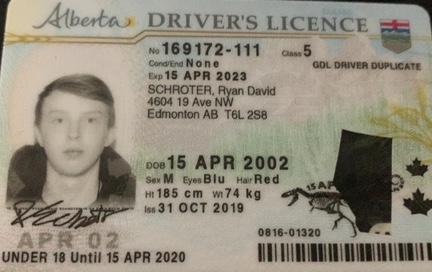 Alberta DRIVER'S LICENCE
No 169172-111 Class 5
Cond/End None GDL DRIVER DUPLICATE
Exp 15 APR 2023
SCHROTER, Ryan David
4604 19 Ave NW
Edmonton AB T6L 2S8
DOB 15 APR 2002
Sex M Eyes Blu Hair Red
Ht 185 cm Wt 74 kg
Iss 31 OCT 2019
15 AP
0816-01320
APR 02
UNDER 18 Until 15 APR 2020